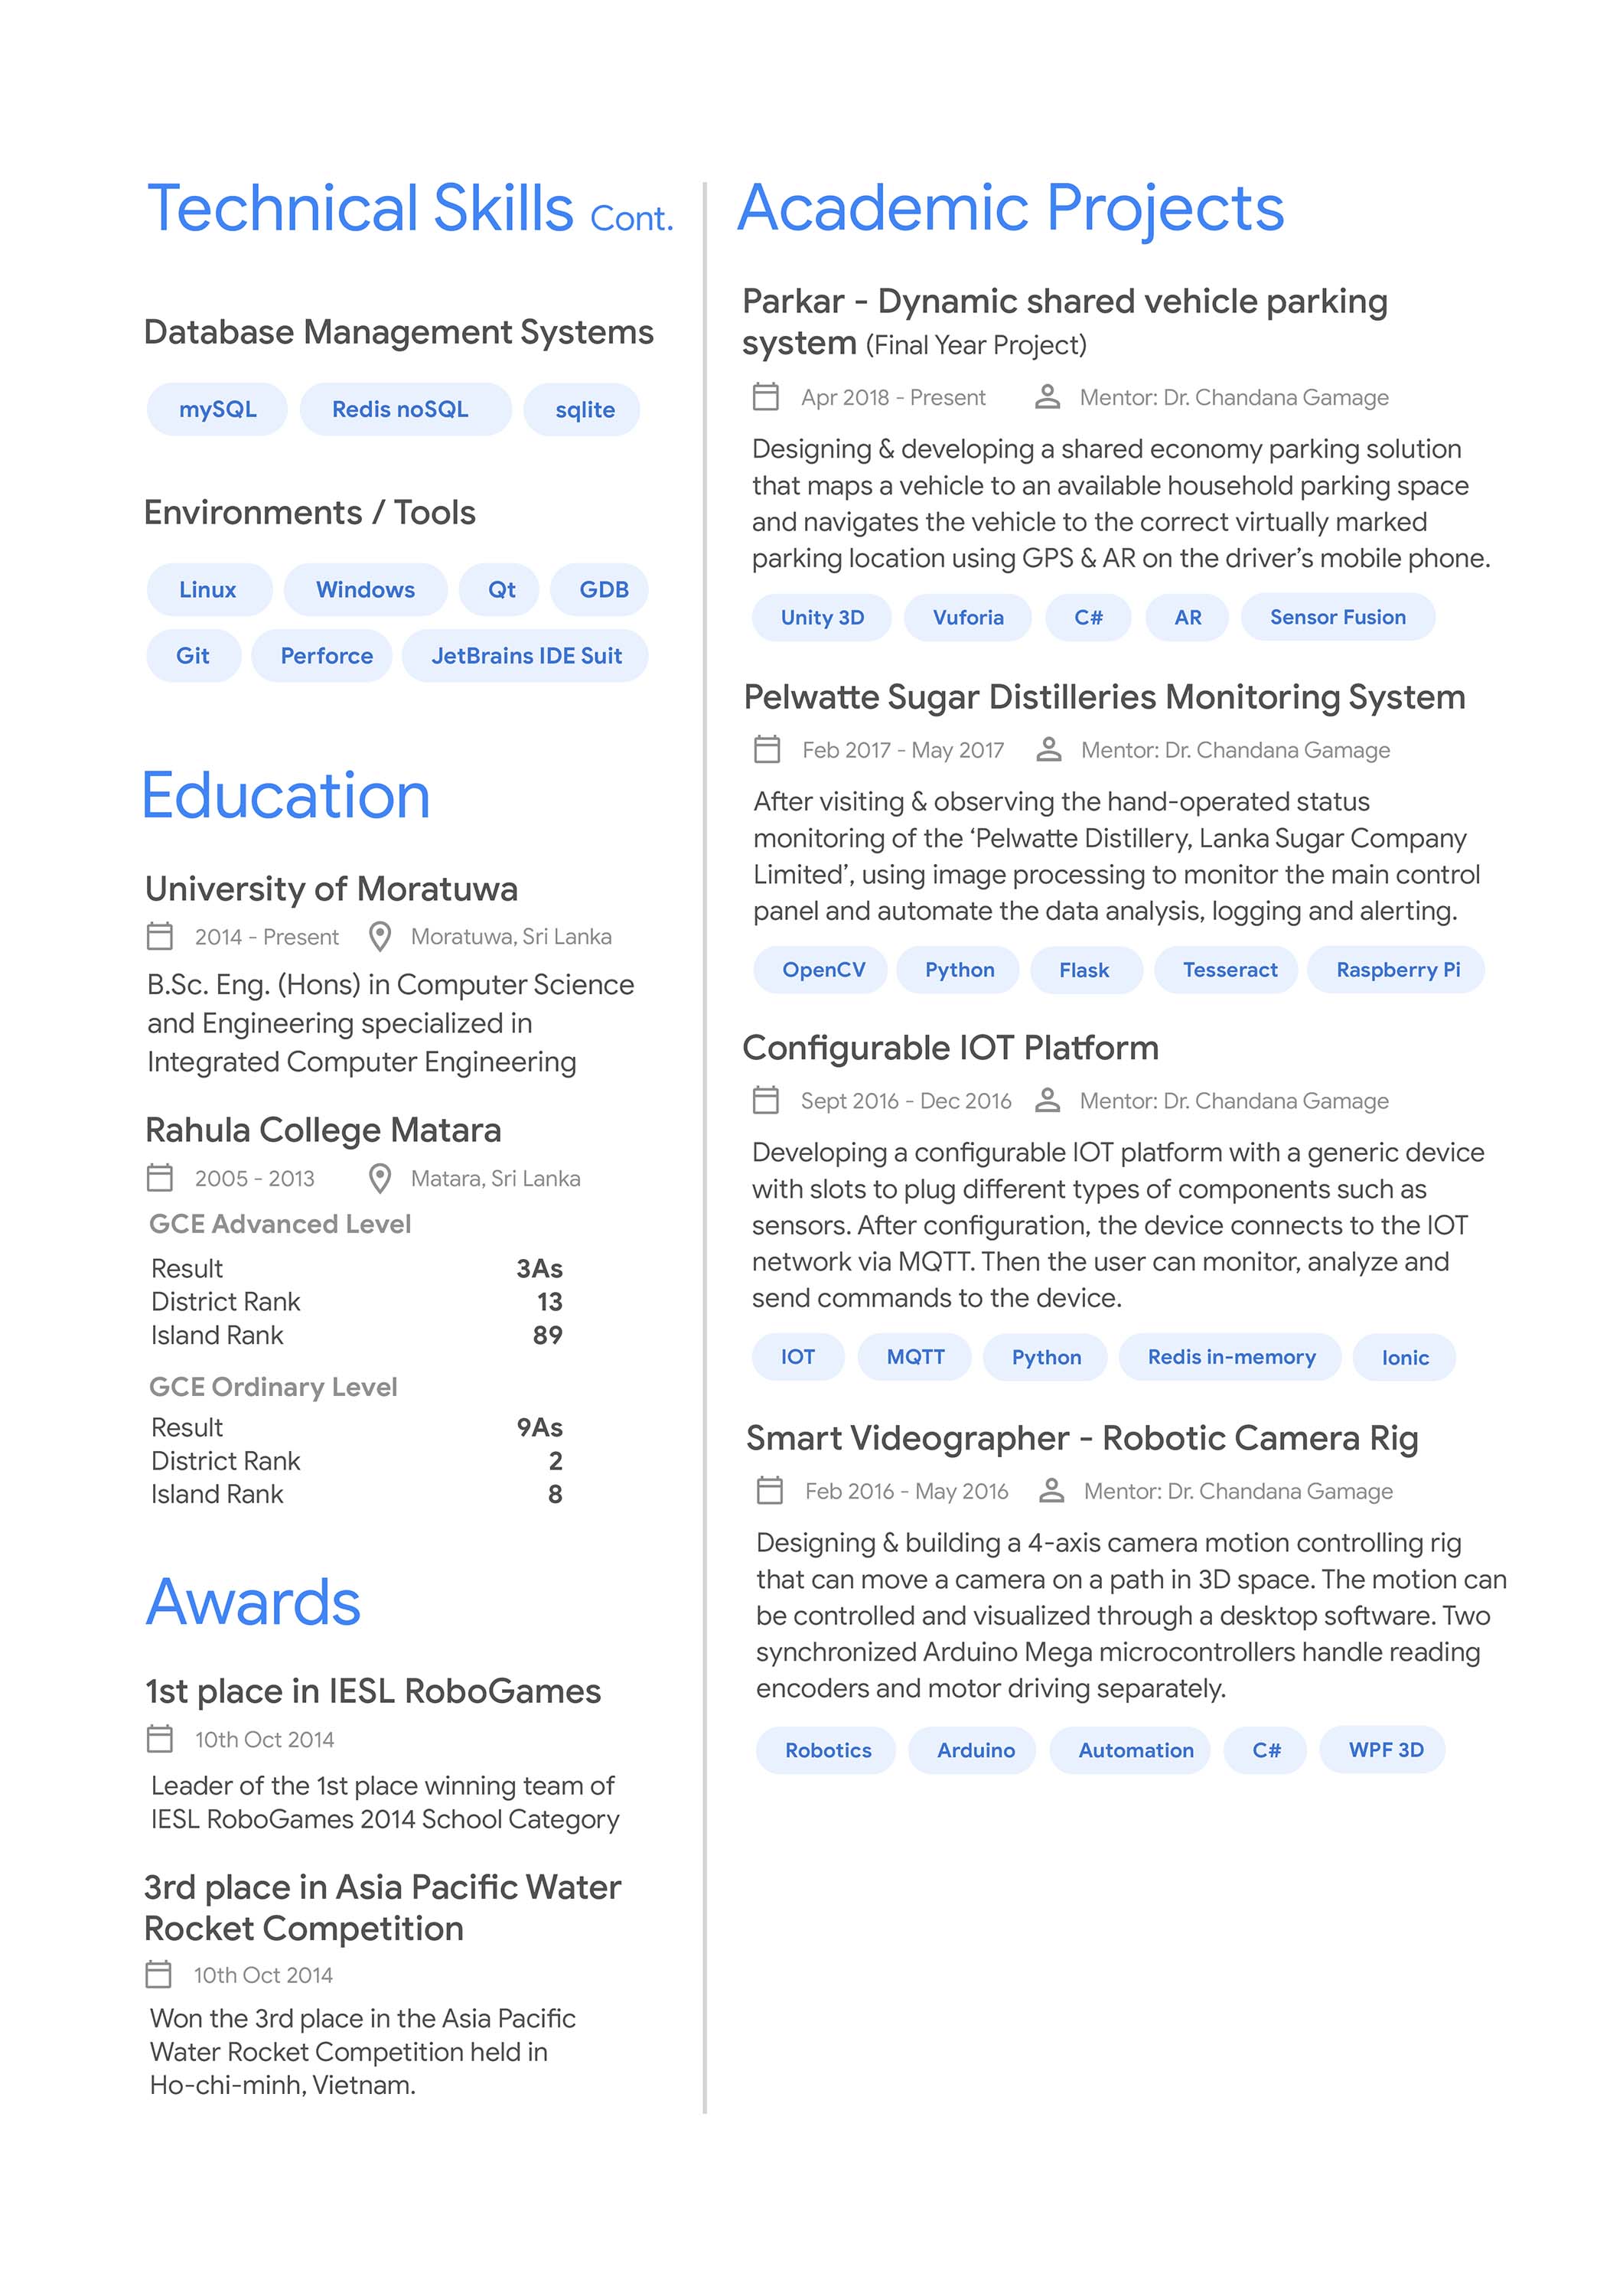 Technical Skills Cont.
Database Management Systems
mySQL Redis noSQL sqlite
Environments / Tools
Linux Windows Qt GDB
Git Perforce JetBrains IDE Suit
Education
University of Moratuwa
2014 - Present Moratuwa, Sri Lanka
B.Sc. Eng. (Hons) in Computer Science
and Engineering specialized in
Integrated Computer Engineering
Rahula College Matara
2005 - 2013 Matara, Sri Lanka
GCE Advanced Level
Result 3As
District Rank 13
Island Rank 89
GCE Ordinary Level
Result 9As
District Rank 2
Island Rank 8
Awards
1st place in IESL RoboGames
10th Oct 2014
Leader of the 1st place winning team of
IESL RoboGames 2014 School Category
3rd place in Asia Pacific Water
Rocket Competition
10th Oct 2014
Won the 3rd place in the Asia Pacific
Water Rocket Competition held in
Ho-chi-minh, Vietnam.
Academic Projects
Parkar - Dynamic shared vehicle parking
system (Final Year Project)
Apr 2018 - Present Mentor: Dr. Chandana Gamage
Designing & developing a shared economy parking solution
that maps a vehicle to an available household parking space
and navigates the vehicle to the correct virtually marked
parking location using GPS & AR on the driver’s mobile phone.
Unity 3D Vuforia C# AR Sensor Fusion
Pelwatte Sugar Distilleries Monitoring System
Feb 2017 - May 2017 Mentor: Dr. Chandana Gamage
After visiting & observing the hand-operated status
monitoring of the ‘Pelwatte Distillery, Lanka Sugar Company
Limited’, using image processing to monitor the main control
panel and automate the data analysis, logging and alerting.
OpenCV Python Flask Tesseract Raspberry Pi
Configurable IOT Platform
Sept 2016 - Dec 2016 Mentor: Dr. Chandana Gamage
Developing a configurable IOT platform with a generic device
with slots to plug different types of components such as
sensors. After configuration, the device connects to the IOT
network via MQTT. Then the user can monitor, analyze and
send commands to the device.
IOT MQTT Python Redis in-memory Ionic
Smart Videographer - Robotic Camera Rig
Feb 2016 - May 2016 Mentor: Dr. Chandana Gamage
Designing & building a 4-axis camera motion controlling rig
that can move a camera on a path in 3D space. The motion can
be controlled and visualized through a desktop software. Two
synchronized Arduino Mega microcontrollers handle reading
encoders and motor driving separately.
Robotics Arduino Automation C# WPF 3D